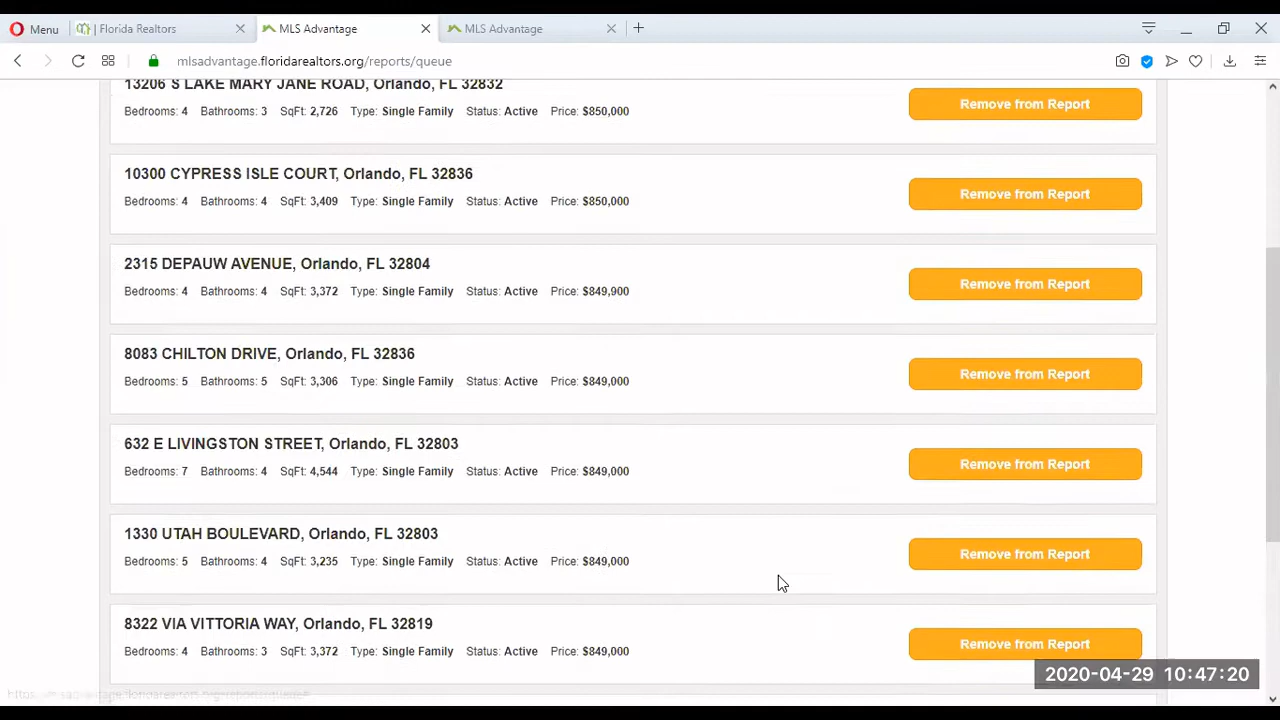 Menu
Florida Realtors
MLS Advantage
MLS Advantage
mlsadvantage.floridarealtors.org/reports/queue
13206 S LAKE MARY JANE ROAD, Orlando, FL 32832
Bedrooms: 4 Bathrooms: 3 SqFt: 2,726 Type: Single Family Status: Active Price: $850,000
Remove from Report
10300 CYPRESS ISLE COURT, Orlando, FL 32836
Bedrooms: 4 Bathrooms: 4 SqFt: 3,409 Type: Single Family Status: Active Price: $850,000
Remove from Report
2315 DEPAUW AVENUE, Orlando, FL 32804
Bedrooms: 4 Bathrooms: 4 SqFt: 3,372 Type: Single Family Status: Active Price: $849,900
Remove from Report
8083 CHILTON DRIVE, Orlando, FL 32836
Bedrooms: 5 Bathrooms: 5 SqFt: 3,306 Type: Single Family Status: Active Price: $849,000
Remove from Report
632 E LIVINGSTON STREET, Orlando, FL 32803
Bedrooms: 7 Bathrooms: 4 SqFt: 4,544 Type: Single Family Status: Active Price: $849,000
Remove from Report
1330 UTAH BOULEVARD, Orlando, FL 32803
Bedrooms: 5 Bathrooms: 4 SqFt: 3,235 Type: Single Family Status: Active Price: $849,000
Remove from Report
8322 VIA VITTORIA WAY, Orlando, FL 32819
Bedrooms: 4 Bathrooms: 3 SqFt: 3,372 Type: Single Family Status: Active Price: $849,000
Remove from Report
2020-04-29 10:47:20